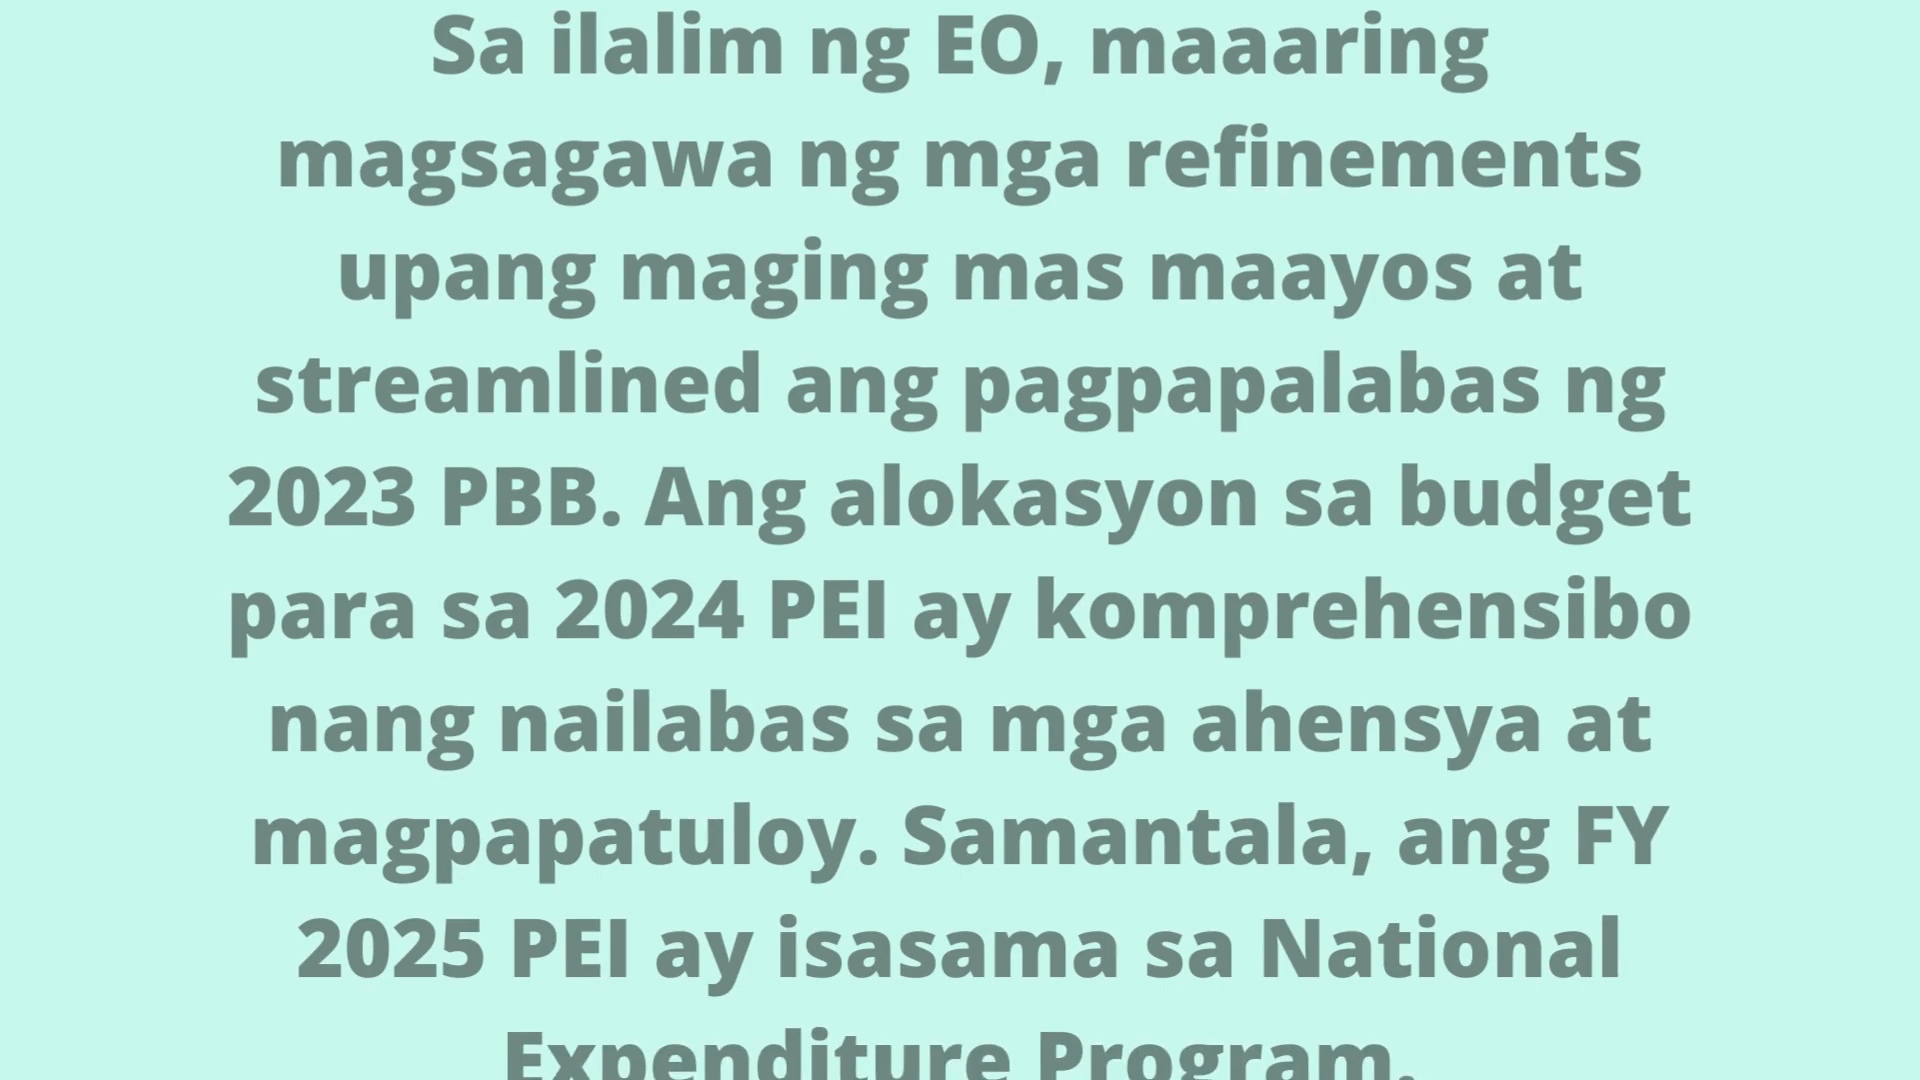 Sa ilalim ng EO, maaaring
magsagawa ng mga refinements
upang maging mas maayos at
streamlined ang pagpapalabas ng
2023 PBB. Ang alokasyon sa budget
para sa 2024 PEI ay komprehensibo
nang nailabas sa mga ahensya at
magpapatuloy. Samantala, ang FY
2025 PEI ay isasama sa National
Expenditure Program.